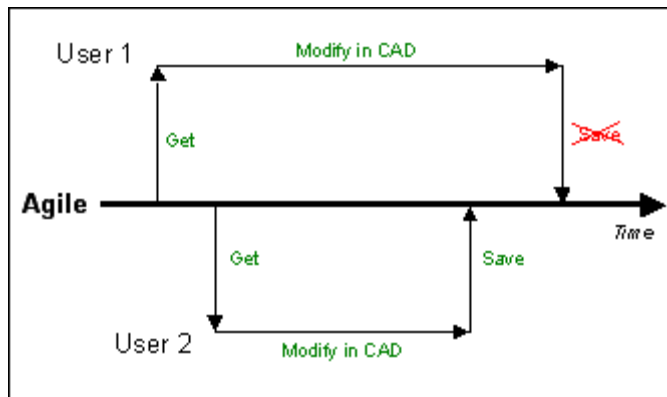 User 1
Modify in CAD
Get
Save
Agile
Time
Get
Save
User 2
Modify in CAD